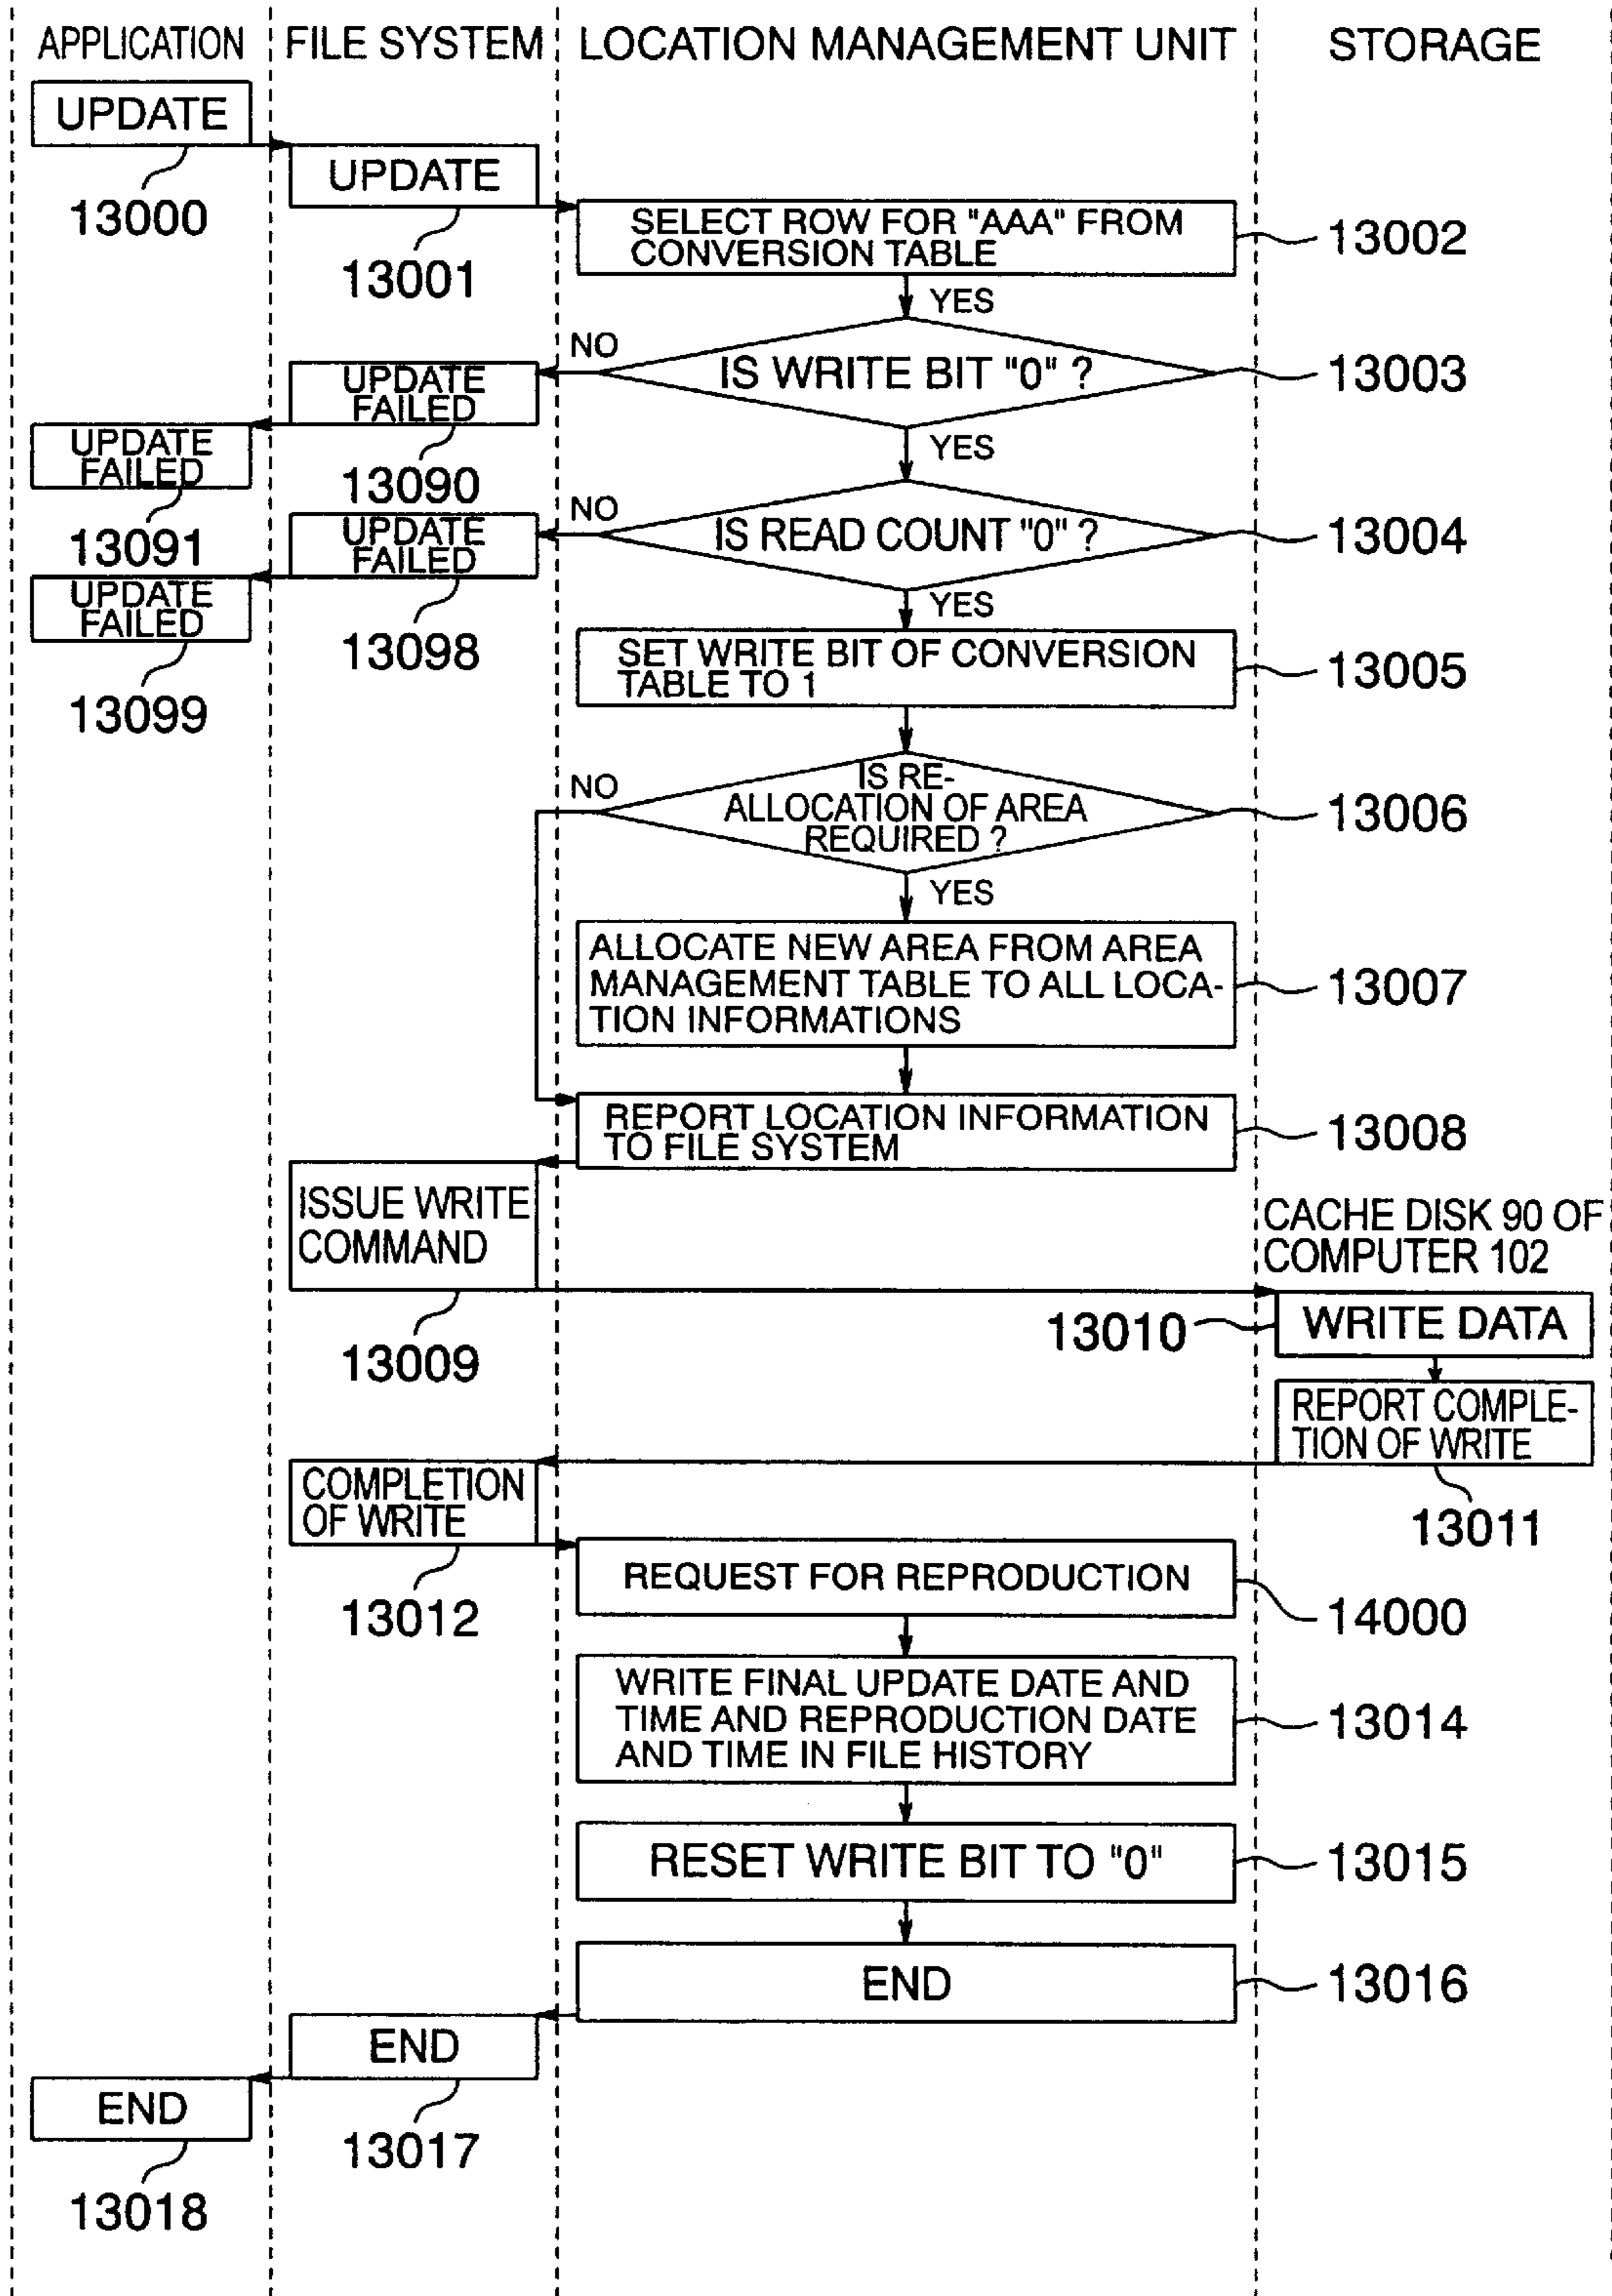 APPLICATION
FILE SYSTEM
LOCATION MANAGEMENT UNIT
STORAGE
UPDATE
13000
UPDATE
13001
SELECT ROW FOR "AAA" FROM
CONVERSION TABLE
13002
YES
IS WRITE BIT "0" ?
13003
NO
UPDATE
FAILED
13090
UPDATE
FAILED
13091
YES
IS READ COUNT "0" ?
13004
NO
UPDATE
FAILED
13098
UPDATE
FAILED
13099
YES
SET WRITE BIT OF CONVERSION
TABLE TO 1
13005
IS RE-
ALLOCATION OF AREA
REQUIRED ?
13006
NO
YES
ALLOCATE NEW AREA FROM AREA
MANAGEMENT TABLE TO ALL LOCA-
TION INFORMATIONS
13007
REPORT LOCATION INFORMATION
TO FILE SYSTEM
13008
ISSUE WRITE
COMMAND
13009
CACHE DISK 90 OF
COMPUTER 102
WRITE DATA
13010
REPORT COMPLE-
TION OF WRITE
13011
COMPLETION
OF WRITE
13012
REQUEST FOR REPRODUCTION
14000
WRITE FINAL UPDATE DATE AND
TIME AND REPRODUCTION DATE
AND TIME IN FILE HISTORY
13014
RESET WRITE BIT TO "0"
13015
END
13016
END
13017
END
13018